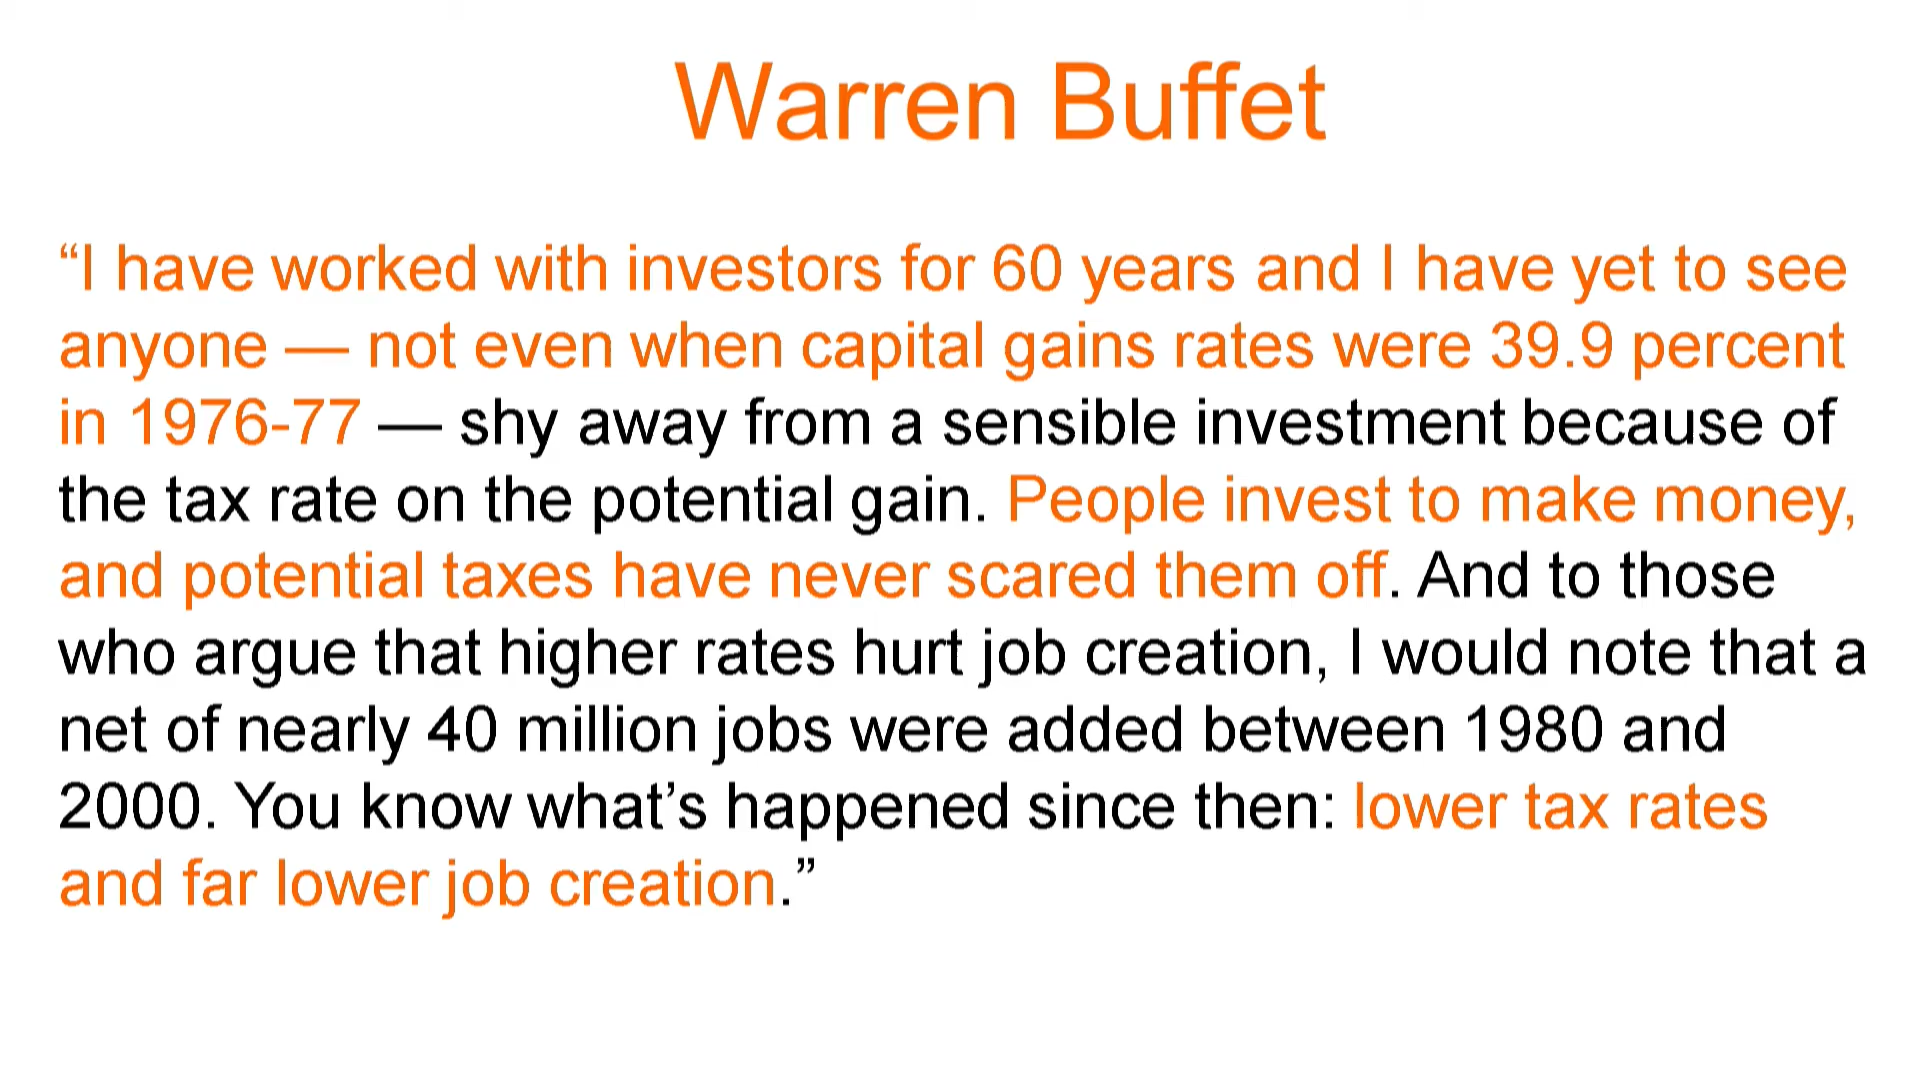 Warren Buffet
“I have worked with investors for 60 years and I have yet to see
anyone — not even when capital gains rates were 39.9 percent
in 1976-77 — shy away from a sensible investment because of
the tax rate on the potential gain. People invest to make money,
and potential taxes have never scared them off. And to those
who argue that higher rates hurt job creation, I would note that a
net of nearly 40 million jobs were added between 1980 and
2000. You know what’s happened since then: lower tax rates
and far lower job creation.”